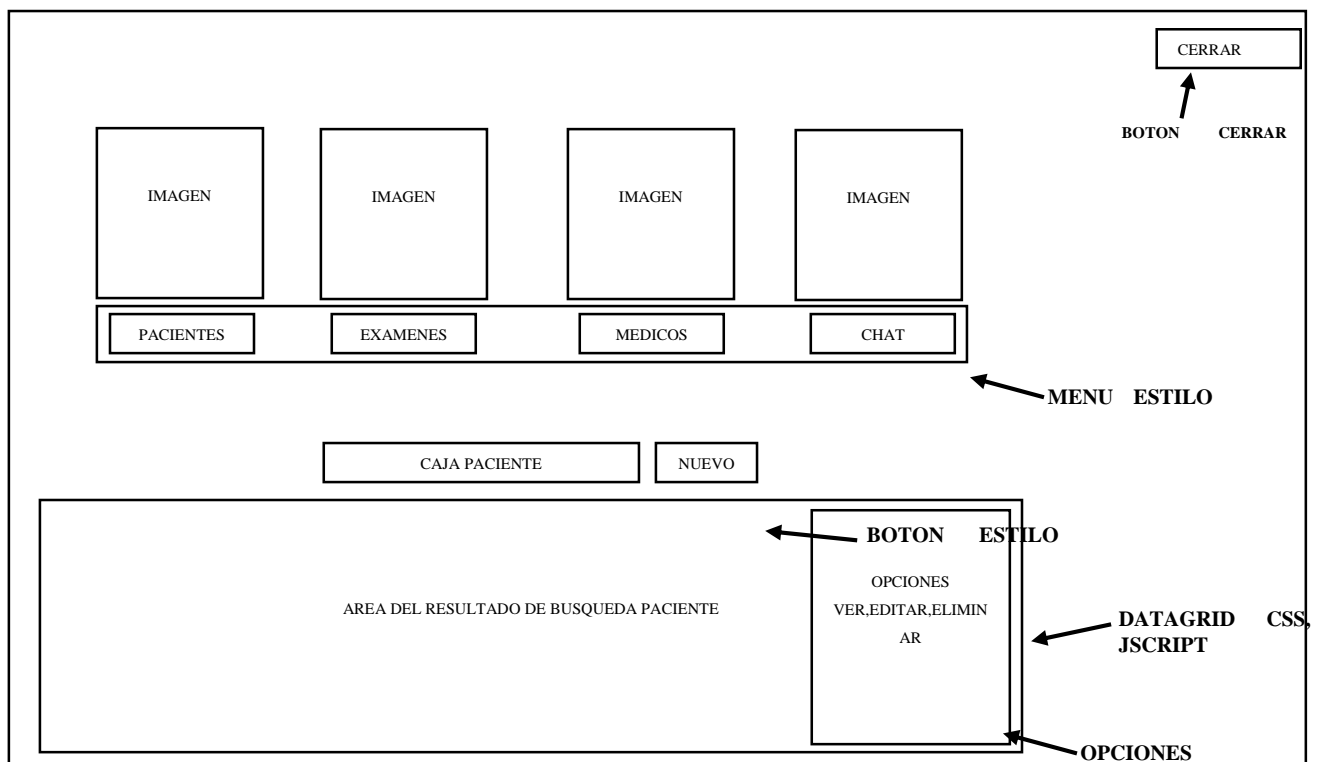 CERRAR
BOTON CERRAR
IMAGEN
IMAGEN
IMAGEN
IMAGEN
PACIENTES
EXAMENES
MEDICOS
CHAT
MENU ESTILO
CAJA PACIENTE
NUEVO
BOTON ESTILO
OPCIONES
VER,EDITAR,ELIMIN
AR
AREA DEL RESULTADO DE BUSQUEDA PACIENTE
DATAGRID CSS,
JSCRIPT
OPCIONES